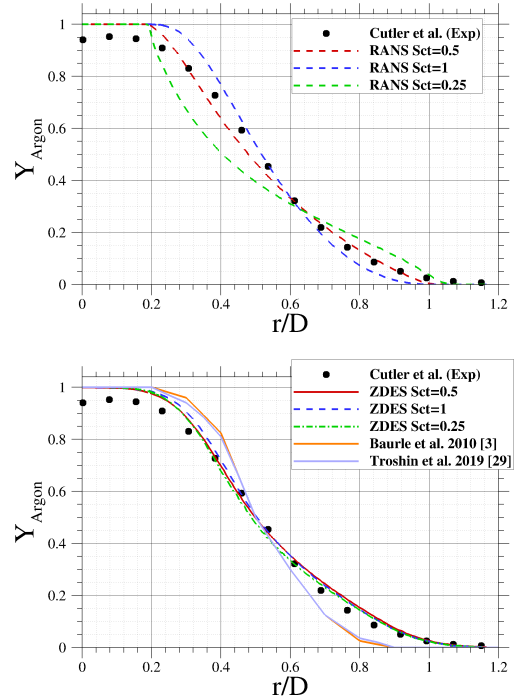 Cutler et al. (Exp)
RANS Sct=0.5
RANS Sct=1
RANS Sct=0.25
1
0.8
0.6
0.4
0.2
0
Y Argon
0 0.2 0.4 0.6 0.8 1 1.2
r/D
Cutler et al. (Exp)
ZDES Sct=0.5
ZDES Sct=1
ZDES Sct=0.25
Baurle et al. 2010 [3]
Troshin et al. 2019 [29]
1
0.8
0.6
0.4
0.2
0
Y Argon
0 0.2 0.4 0.6 0.8 1 1.2
r/D